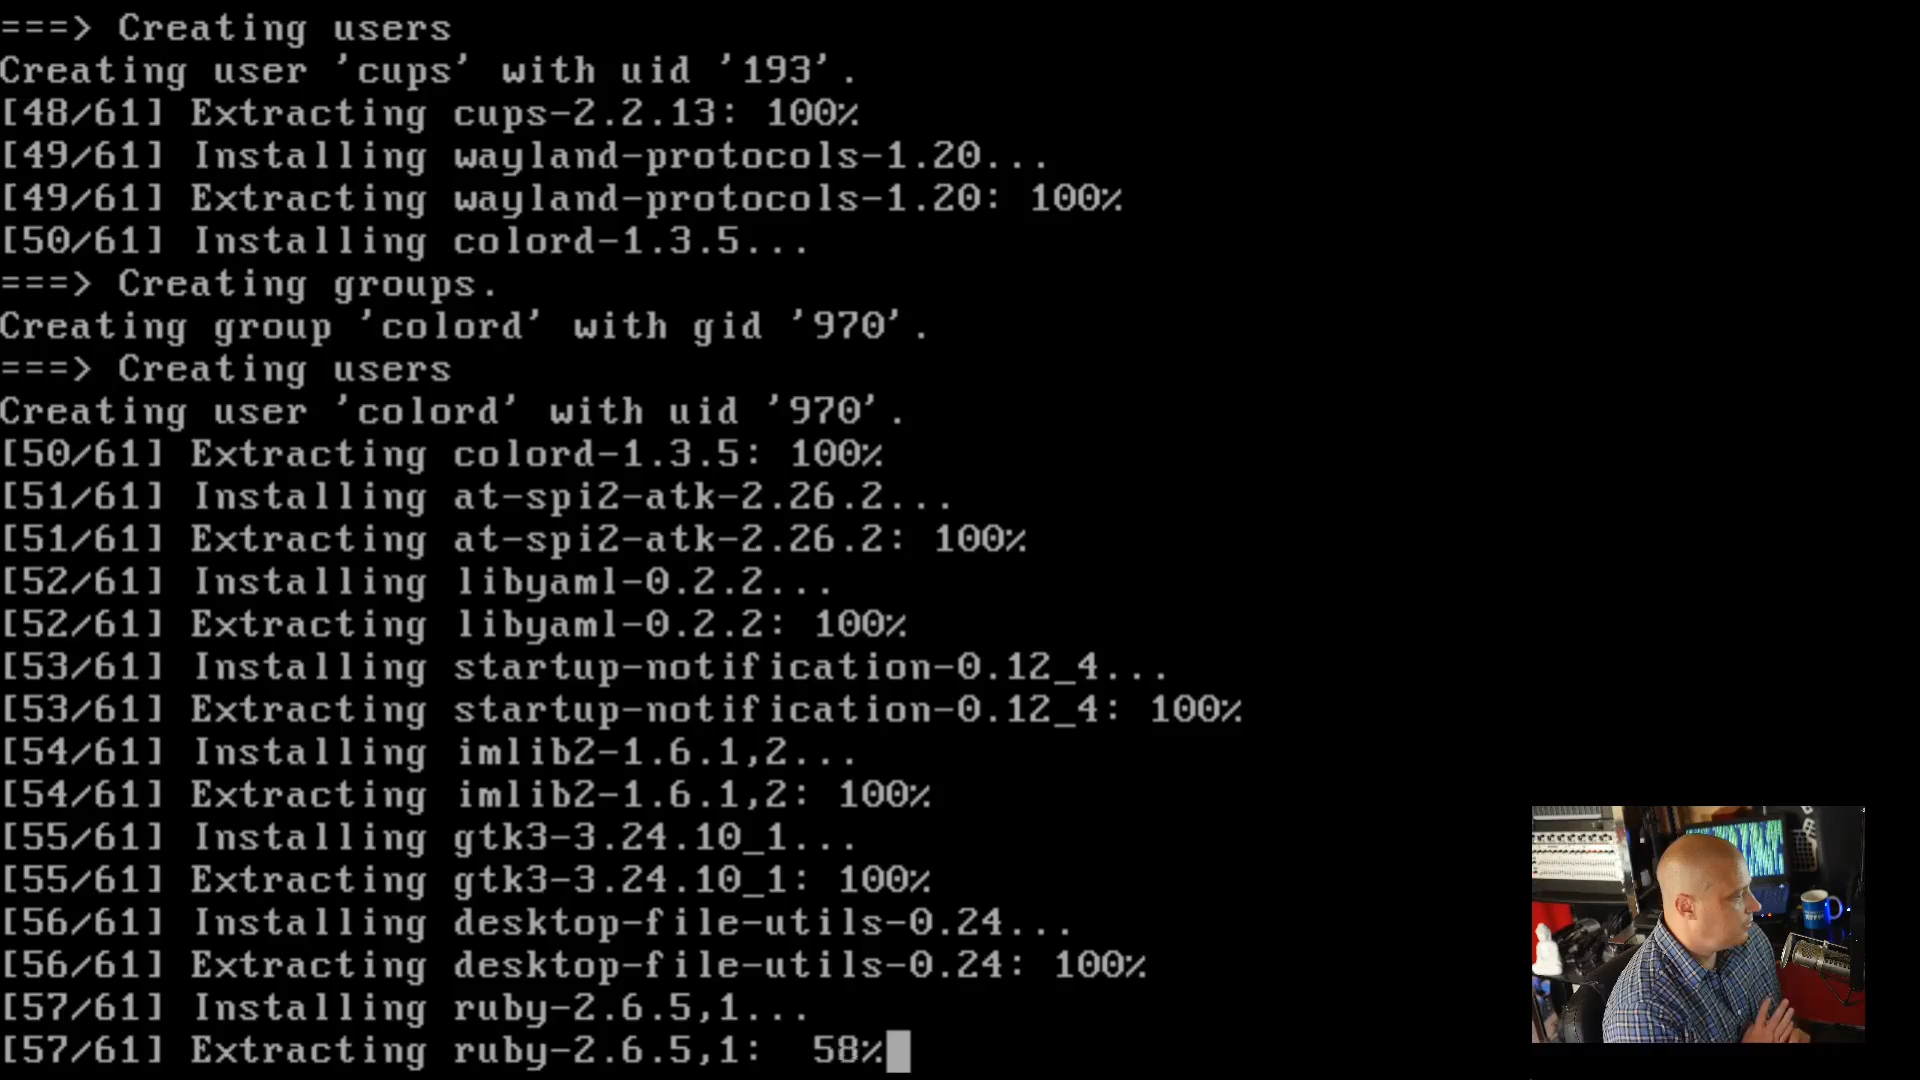 ===> Creating users
Creating user 'cups' with uid '193'.
[48/61] Extracting cups-2.2.13: 100%
[49/61] Installing wayland-protocols-1.20...
[49/61] Extracting wayland-protocols-1.20: 100%
[50/61] Installing colord-1.3.5...
===> Creating groups.
Creating group 'colord' with gid '970'.
===> Creating users
Creating user 'colord' with uid '970'.
[50/61] Extracting colord-1.3.5: 100%
[51/61] Installing at-spi2-atk-2.26.2...
[51/61] Extracting at-spi2-atk-2.26.2: 100%
[52/61] Installing libyaml-0.2.2...
[52/61] Extracting libyaml-0.2.2: 100%
[53/61] Installing startup-notification-0.12_4...
[53/61] Extracting startup-notification-0.12_4: 100%
[54/61] Installing imlib2-1.6.1,2...
[54/61] Extracting imlib2-1.6.1,2: 100%
[55/61] Installing gtk3-3.24.10_1...
[55/61] Extracting gtk3-3.24.10_1: 100%
[56/61] Installing desktop-file-utils-0.24...
[56/61] Extracting desktop-file-utils-0.24: 100%
[57/61] Installing ruby-2.6.5,1...
[57/61] Extracting ruby-2.6.5,1:  58%